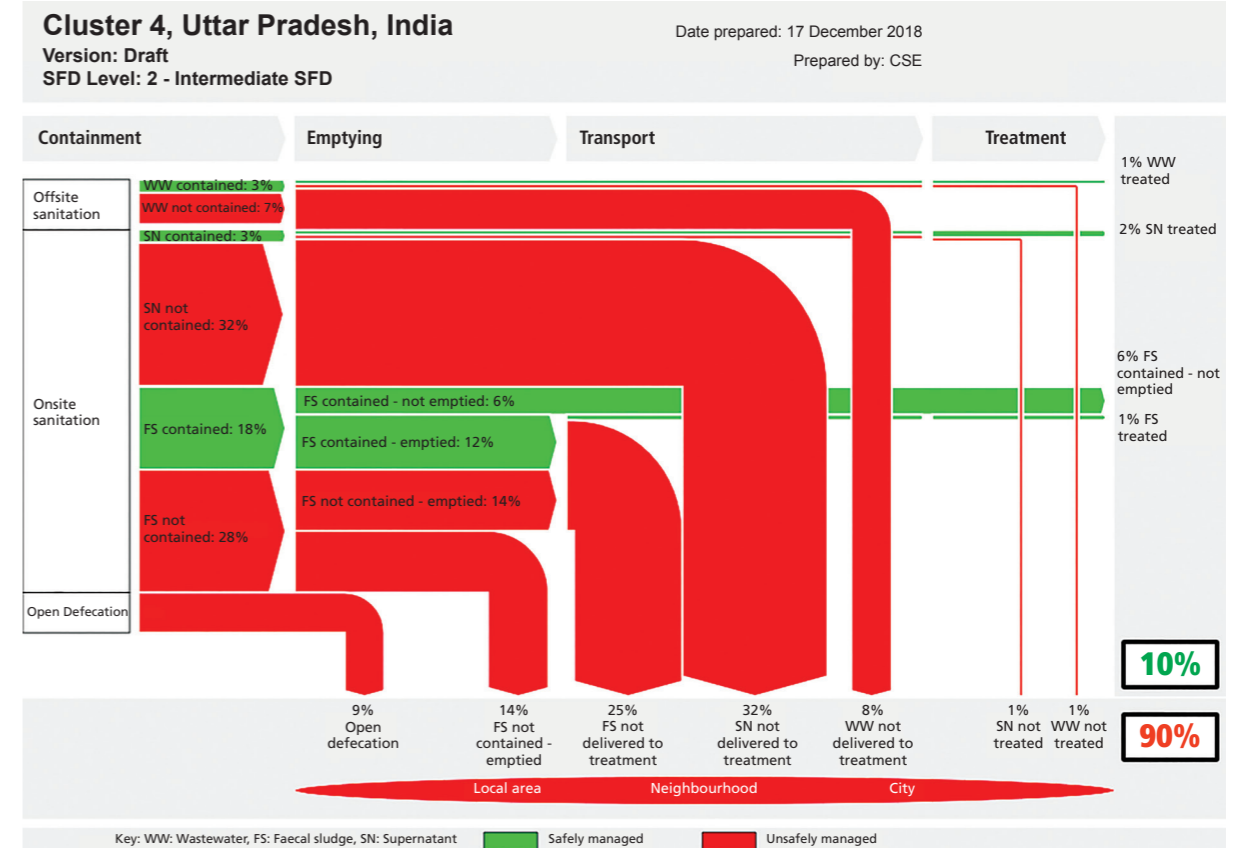 Cluster 4, Uttar Pradesh, India
Version: Draft
SFD Level: 2 - Intermediate SFD
Date prepared: 17 December 2018
Prepared by: CSE
Containment
Emptying
Transport
Treatment
Offsite
sanitation
Onsite
sanitation
Open Defecation
WW contained: 3%
WW not contained: 7%
SN contained: 3%
SN not
contained: 32%
FS contained: 18%
FS not
contained: 28%
FS contained - not emptied: 6%
FS contained - emptied: 12%
FS not contained - emptied: 14%
1% WW
treated
2% SN treated
6% FS
contained - not
emptied
1% FS
treated
10%
90%
9%
Open
defecation
14%
FS not
contained -
emptied
25%
FS not
delivered to
treatment
32%
SN not
delivered to
treatment
8%
WW not
delivered to
treatment
1%
SN not
treated
1%
WW not
treated
Local area
Neighbourhood
City
Key: WW: Wastewater, FS: Faecal sludge, SN: Supernatant
Safely managed
Unsafely managed